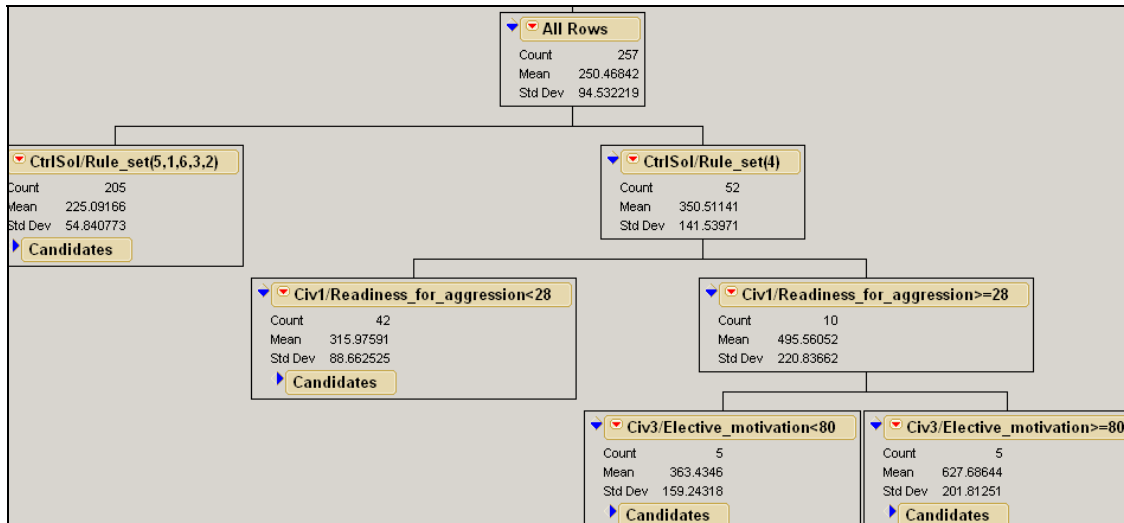 All Rows
Count 257
Mean 250.46842
Std Dev 94.532219
CtrlSol/Rule_set(5,1,6,3,2)
Count 205
Mean 225.09166
Std Dev 54.840773
Candidates
CtrlSol/Rule_set(4)
Count 52
Mean 350.51141
Std Dev 141.53971
Civ1/Readiness_for_aggression<28
Count 42
Mean 315.97591
Std Dev 88.662525
Candidates
Civ1/Readiness_for_aggression>=28
Count 10
Mean 495.56052
Std Dev 220.83662
Civ3/Elective_motivation<80
Count 5
Mean 363.4346
Std Dev 159.24318
Candidates
Civ3/Elective_motivation>=80
Count 5
Mean 627.68644
Std Dev 201.81251
Candidates